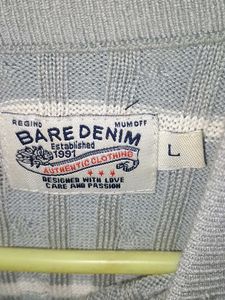 REGINO MUMOFF
BARE DENIM
Established
1991
AUTHENTIC CLOTHING
DESIGNED WITH LOVE
CARE AND PASSION
L